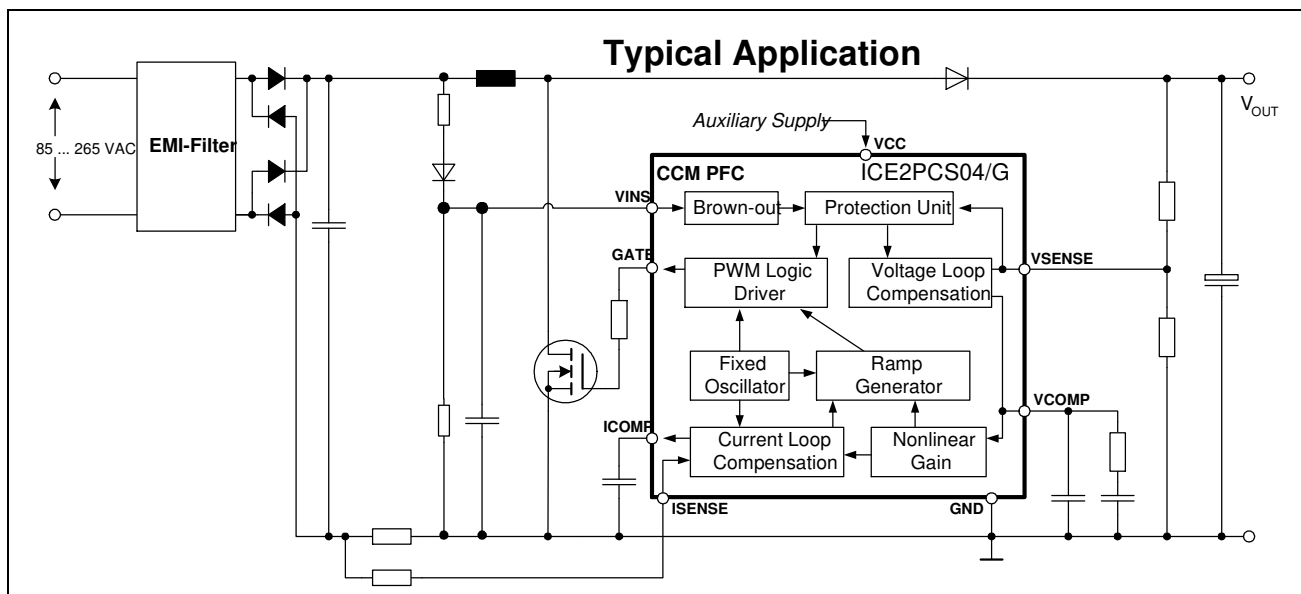 Typical Application
85 ... 265 VAC
EMI-Filter
Auxiliary Supply
VCC
VOUT
CCM PFC
ICE2PCS04/G
VINS
Brown-out
Protection Unit
GATE
PWM Logic
Driver
Voltage Loop
Compensation
VSENSE
Fixed
Oscillator
Ramp
Generator
VCOMP
ICOMP
Current Loop
Compensation
Nonlinear
Gain
ISENSE
GND